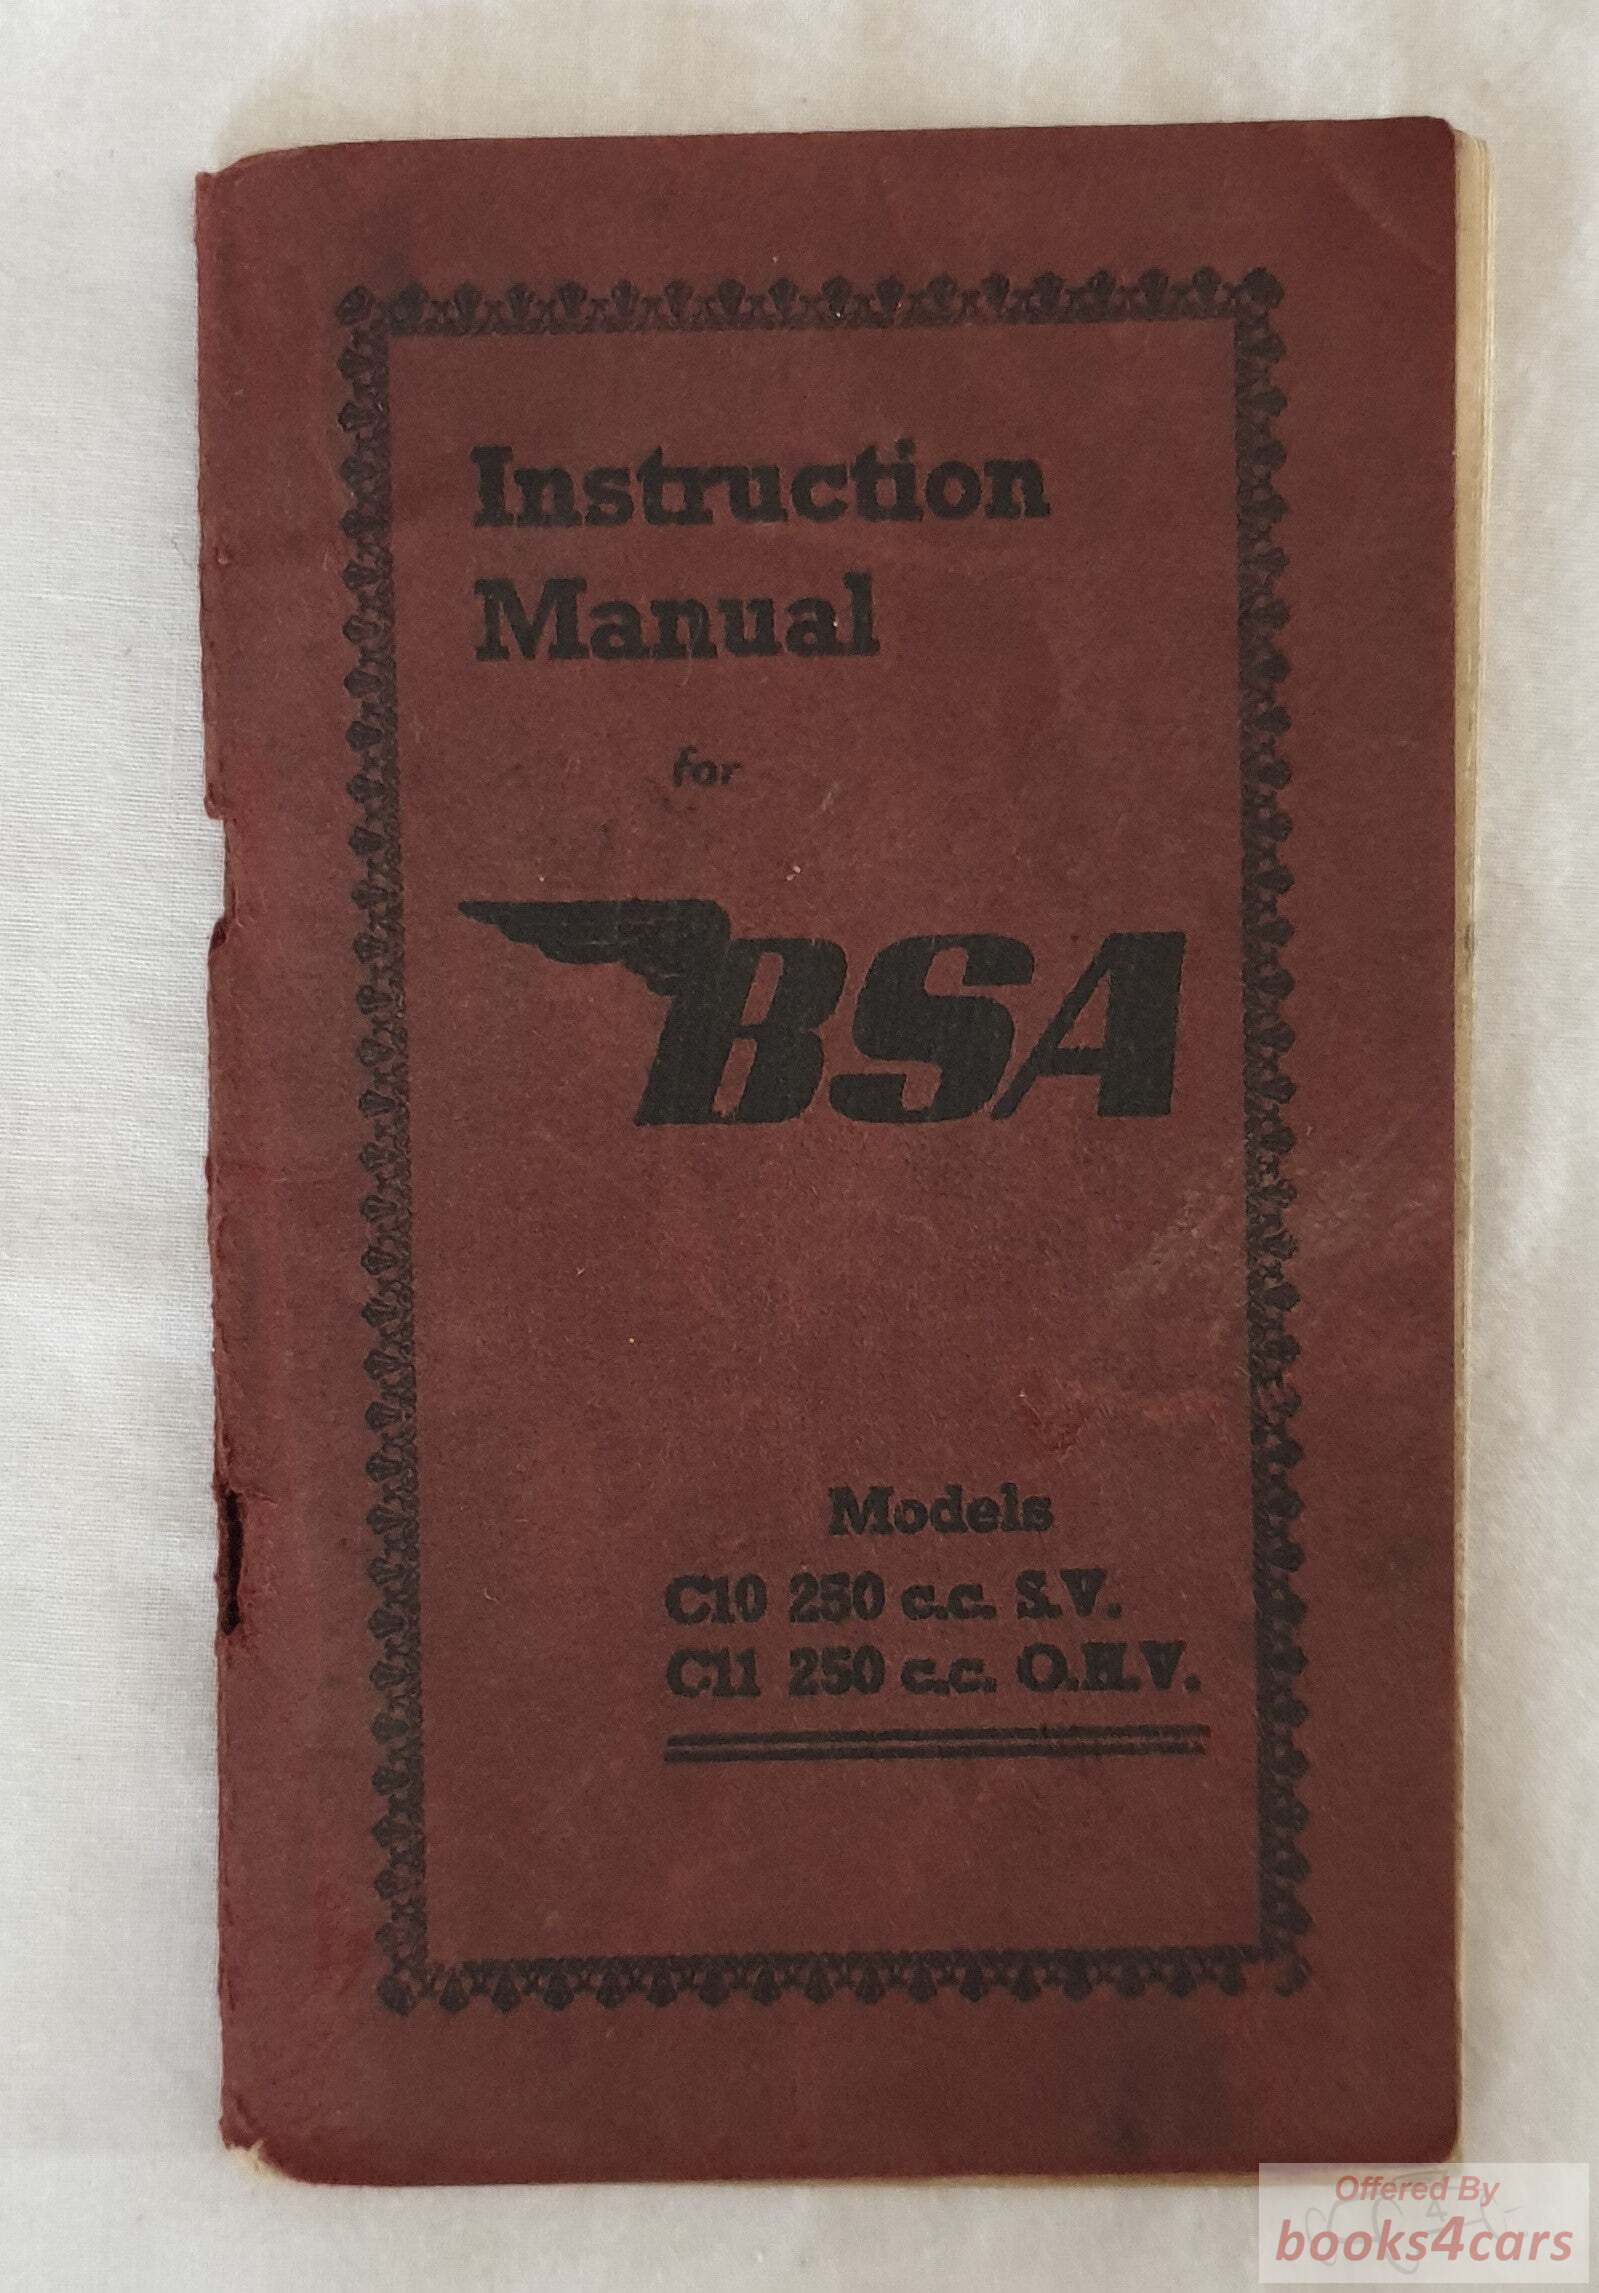 Instruction
Manual
for
BSA
Models
C10 250 c.c. S.V.
C11 250 c.c. O.H.V.
Offered By
books4cars